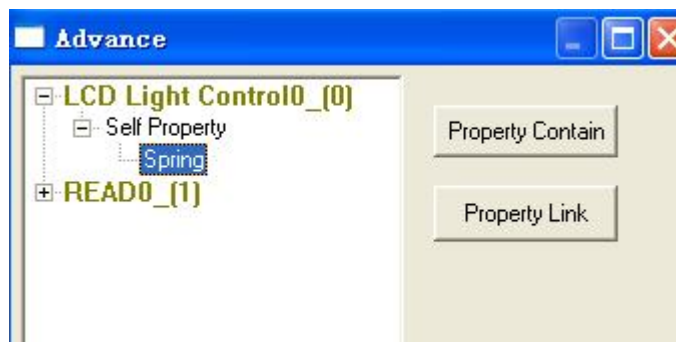 Advance
LCD Light Control0_(0)
Self Property
Spring
READ0_(1)
Property Contain
Property Link